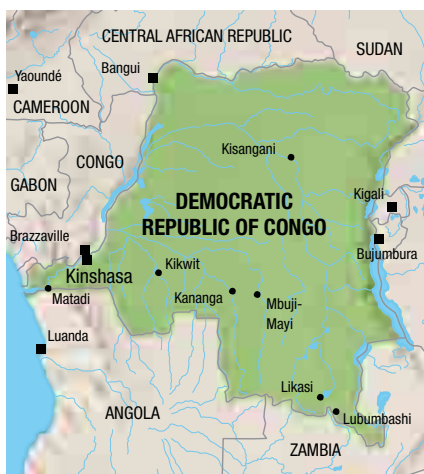 CENTRAL AFRICAN REPUBLIC
SUDAN
Bangui
Yaoundé
CAMEROON
CONGO
Kisangani
GABON
DEMOCRATIC
REPUBLIC OF CONGO
Kigali
Brazzaville
Bujumbura
Kinshasa
Kikwit
Matadi
Kananga
Mbuji-
Mayi
Luanda
Likasi
ANGOLA
Lubumbashi
ZAMBIA